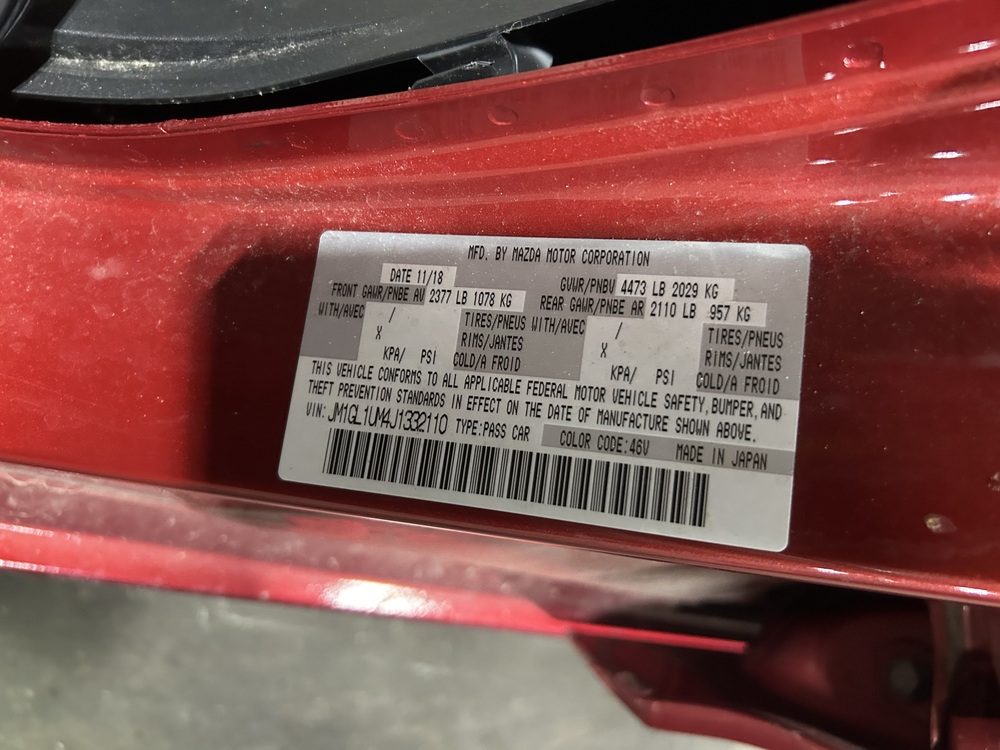 MFD. BY MAZDA MOTOR CORPORATION
DATE 11/18 GVWR/PNBV 4473 LB 2029 KG
FRONT GAWR/PNBE AV 2377 LB 1078 KG REAR GAWR/PNBE AR 2110 LB 957 KG
WITH/AVEC / TIRES/PNEUS WITH/AVEC / TIRES/PNEUS
X RIMS/JANTES X RIMS/JANTES
KPA/ PSI COLD/A FROID KPA/ PSI COLD/A FROID
THIS VEHICLE CONFORMS TO ALL APPLICABLE FEDERAL MOTOR VEHICLE SAFETY, BUMPER, AND
THEFT PREVENTION STANDARDS IN EFFECT ON THE DATE OF MANUFACTURE SHOWN ABOVE.
VIN: JM1GL1UM4J1332110 TYPE:PASS CAR COLOR CODE:46V MADE IN JAPAN